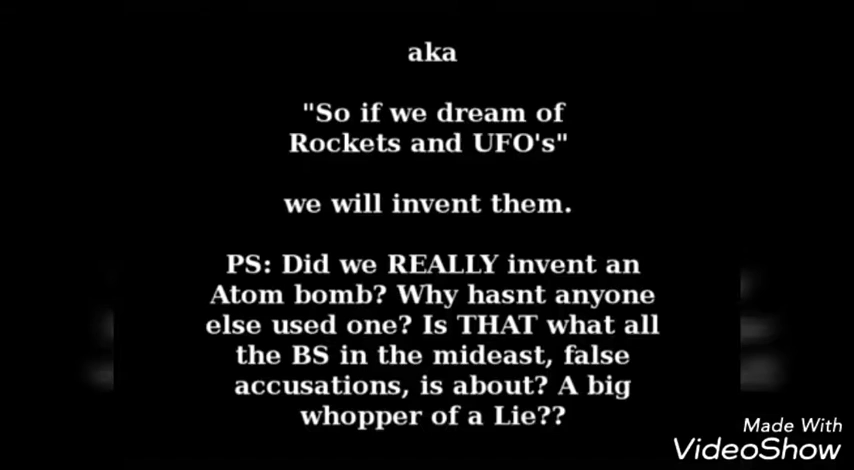 aka
"So if we dream of
Rockets and UFO's"
we will invent them.
PS: Did we REALLY invent an
Atom bomb? Why hasnt anyone
else used one? Is THAT what all
the BS in the mideast, false
accusations, is about? A big
whopper of a Lie??
Made With
VideoShow